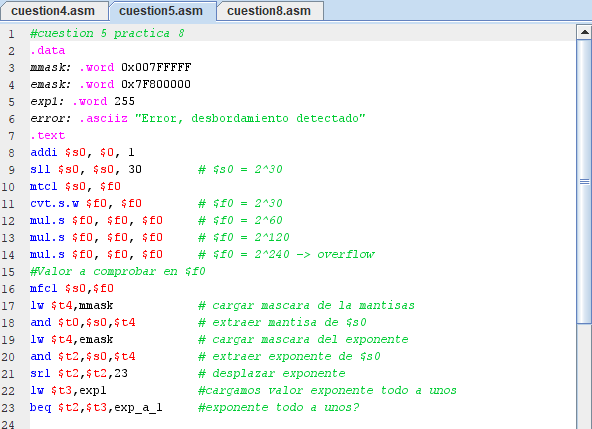 cuestion4.asm cuestion5.asm cuestion8.asm
1 #cuestion 5 practica 8
2 .data
3 mmask: .word 0x007FFFFF
4 emask: .word 0x7F800000
5 exp1: .word 255
6 error: .asciiz "Error, desbordamiento detectado"
7 .text
8 addi $s0, $0, 1
9 sll $s0, $s0, 30 # $s0 = 2^30
10 mtc1 $s0, $f0
11 cvt.s.w $f0, $f0 # $f0 = 2^30
12 mul.s $f0, $f0, $f0 # $f0 = 2^60
13 mul.s $f0, $f0, $f0 # $f0 = 2^120
14 mul.s $f0, $f0, $f0 # $f0 = 2^240 -> overflow
15 #Valor a comprobar en $f0
16 mfc1 $s0,$f0
17 lw $t4,mmask # cargar mascara de la mantisas
18 and $t0,$s0,$t4 # extraer mantisa de $s0
19 lw $t4,emask # cargar mascara del exponente
20 and $t2,$s0,$t4 # extraer exponente de $s0
21 srl $t2,$t2,23 # desplazar exponente
22 lw $t3,exp1 #cargamos valor exponente todo a unos
23 beq $t2,$t3,exp_a_1 #exponente todo a unos?
24